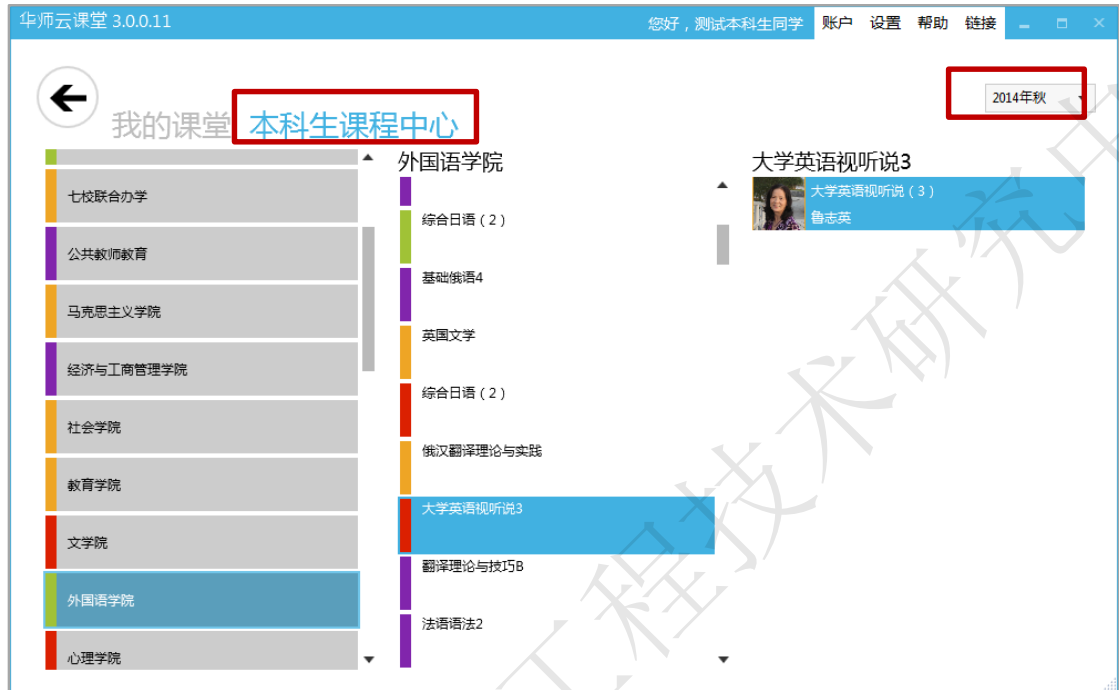 华师云课堂 3.0.0.11
您好，测试本科生同学 账户 设置 帮助 链接
2014年秋
我的课堂 本科生课程中心
七校联合办学
公共教师教育
马克思主义学院
经济与工商管理学院
社会学院
教育学院
文学院
外国语学院
心理学院
外国语学院
综合日语（2）
基础俄语4
英国文学
综合日语（2）
俄汉翻译理论与实践
大学英语视听说3
翻译理论与技巧B
法语语法2
大学英语视听说3
大学英语视听说（3）
鲁志英
工程技术研究中